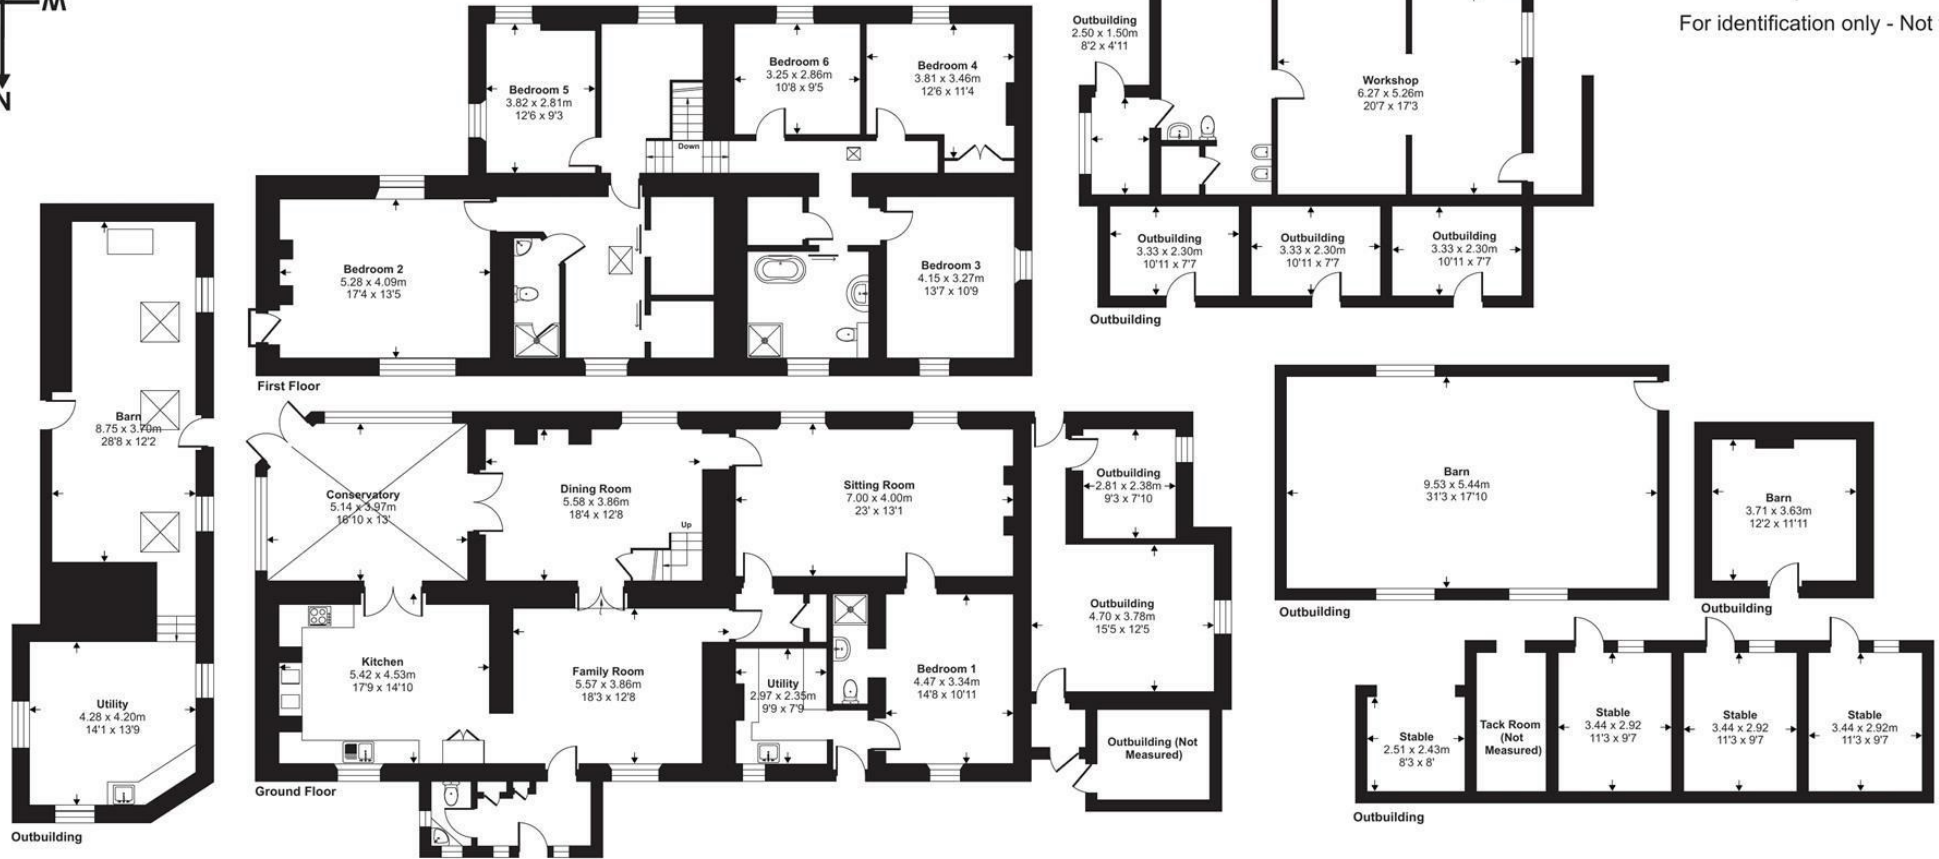 W
N
For identification only - Not
Bedroom 5
3.82 x 2.81m
12'6 x 9'3
Bedroom 6
3.25 x 2.86m
10'8 x 9'5
Bedroom 4
3.81 x 3.46m
12'6 x 11'4
Down
Bedroom 2
5.28 x 4.09m
17'4 x 13'5
Bedroom 3
4.15 x 3.27m
13'7 x 10'9
First Floor
Outbuilding
2.50 x 1.50m
8'2 x 4'11
Workshop
6.27 x 5.26m
20'7 x 17'3
Outbuilding
3.33 x 2.30m
10'11 x 7'7
Outbuilding
3.33 x 2.30m
10'11 x 7'7
Outbuilding
3.33 x 2.30m
10'11 x 7'7
Outbuilding
Barn
8.75 x 3.70m
28'8 x 12'2
Utility
4.28 x 4.20m
14'1 x 13'9
Outbuilding
Conservatory
5.14 x 3.97m
16'10 x 13'
Dining Room
5.58 x 3.86m
18'4 x 12'8
Up
Sitting Room
7.00 x 4.00m
23' x 13'1
Outbuilding
2.81 x 2.38m
9'3 x 7'10
Outbuilding
4.70 x 3.78m
15'5 x 12'5
Kitchen
5.42 x 4.53m
17'9 x 14'10
Family Room
5.57 x 3.86m
18'3 x 12'8
Utility
2.97 x 2.35m
9'9 x 7'9
Bedroom 1
4.47 x 3.34m
14'8 x 10'11
Outbuilding (Not
Measured)
Ground Floor
Barn
9.53 x 5.44m
31'3 x 17'10
Outbuilding
Barn
3.71 x 3.63m
12'2 x 11'11
Outbuilding
Stable
2.51 x 2.43m
8'3 x 8'
Tack Room
(Not
Measured)
Stable
3.44 x 2.92
11'3 x 9'7
Stable
3.44 x 2.92
11'3 x 9'7
Stable
3.44 x 2.92m
11'3 x 9'7
Outbuilding